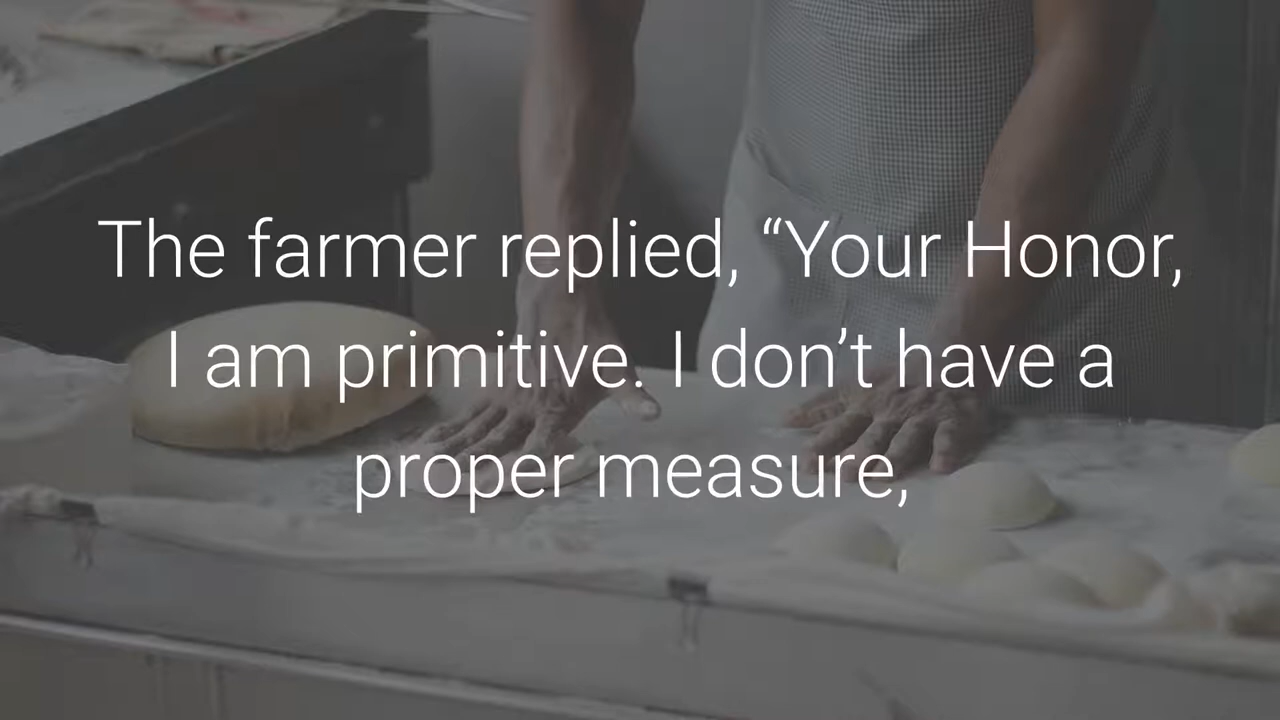 The farmer replied, “Your Honor,
I am primitive. I don’t have a
proper measure,